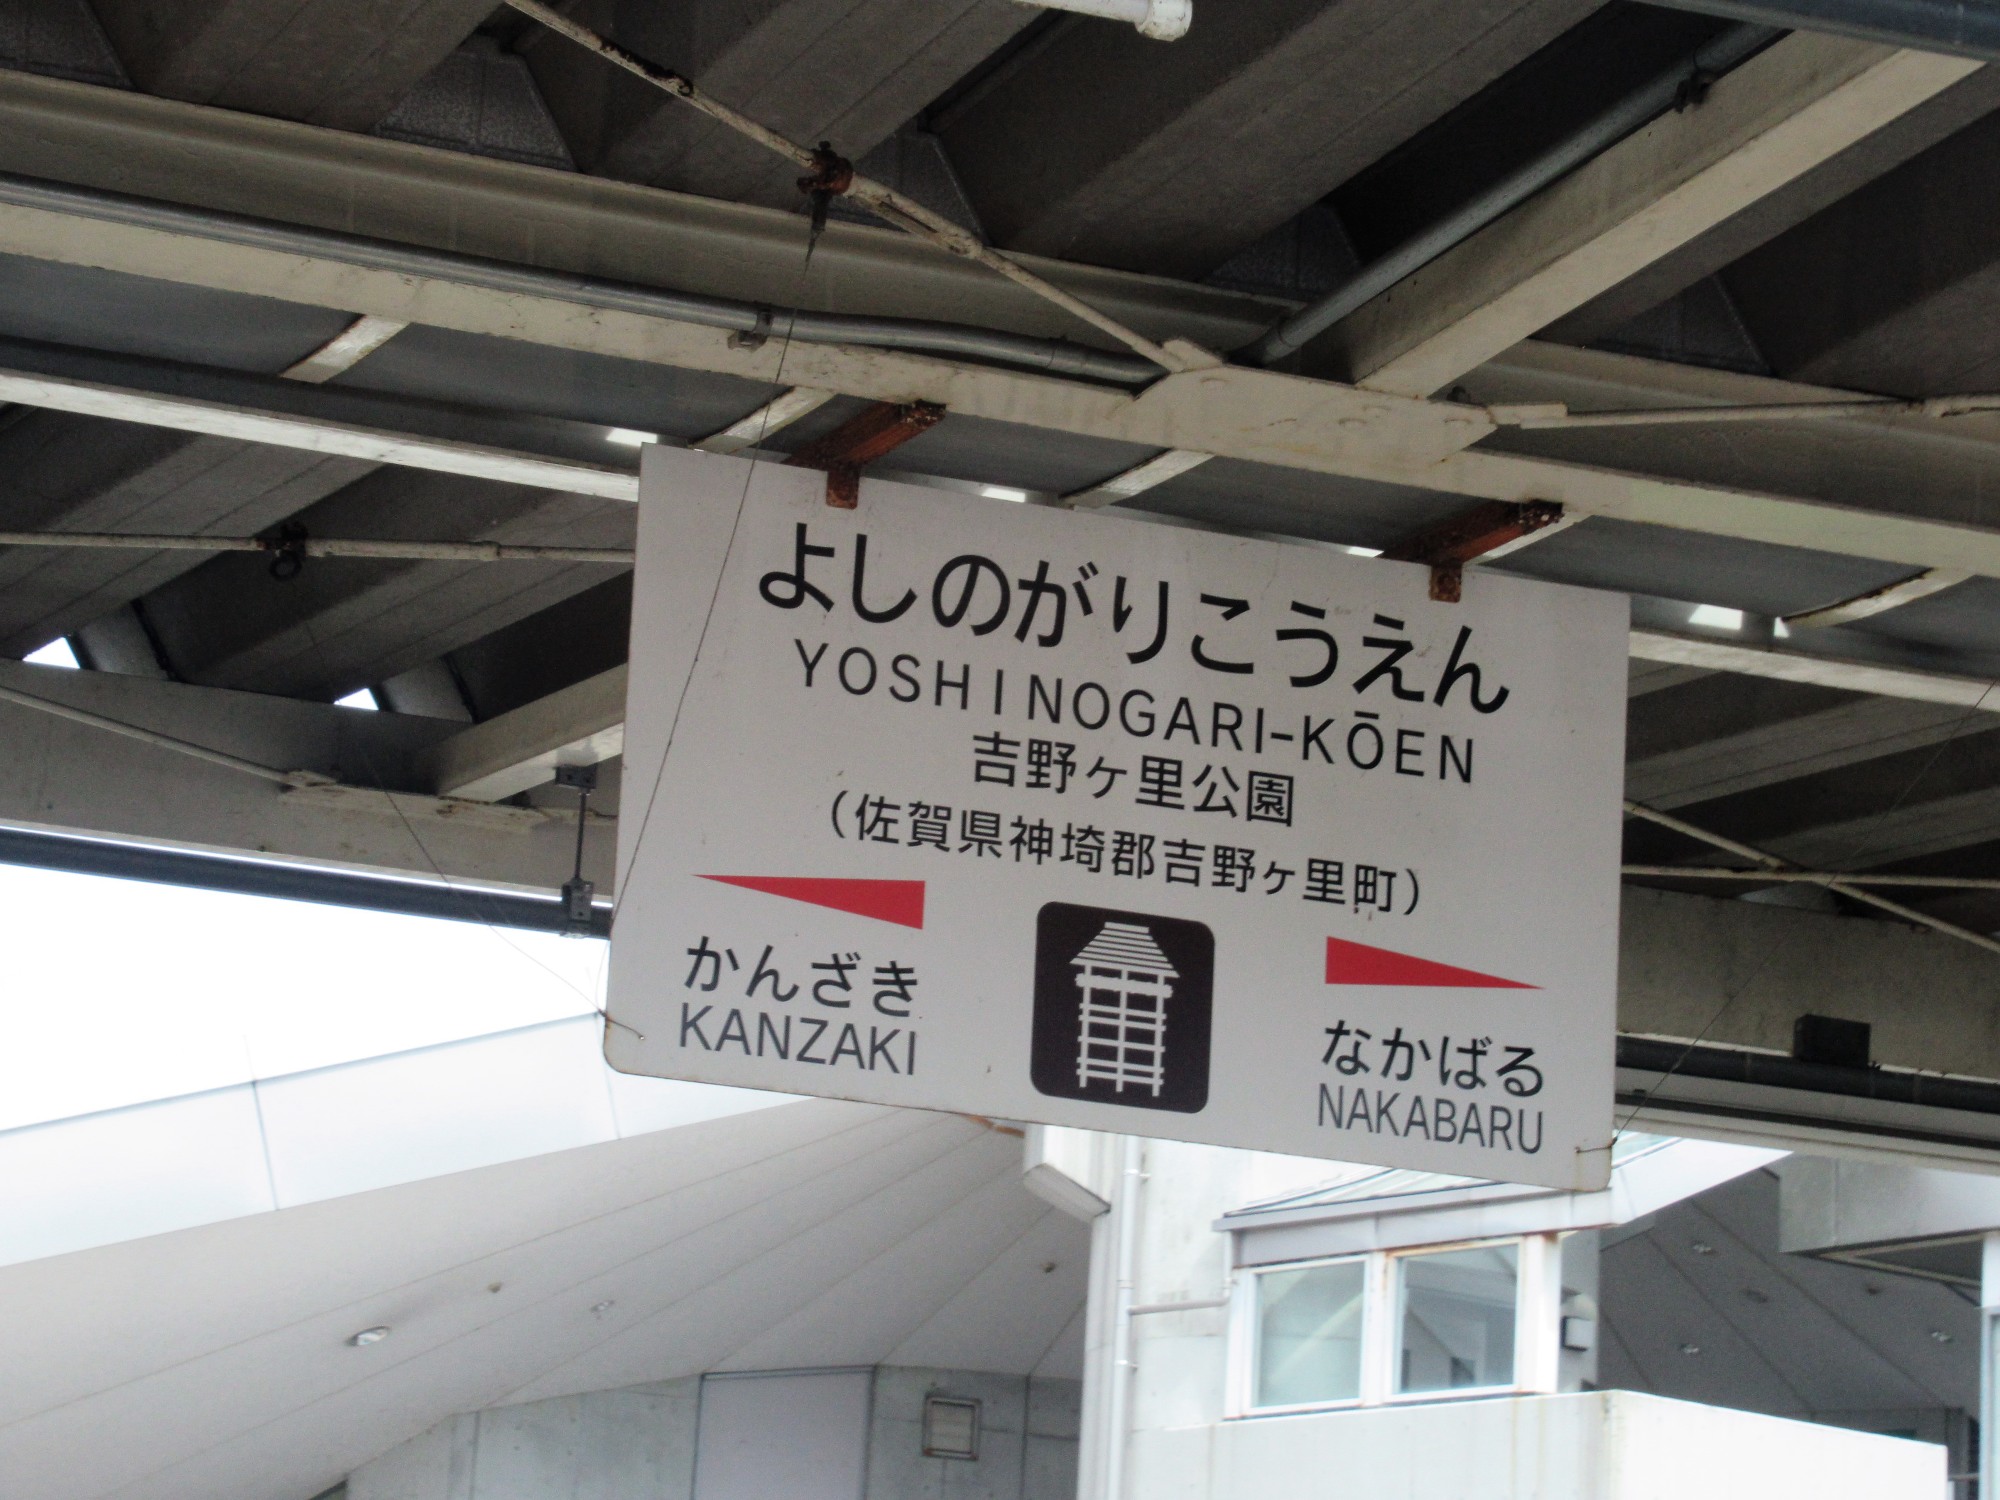 よしのがりこうえん
YOSHINOGARI-KŌEN
吉野ヶ里公園
(佐賀県神埼郡吉野ヶ里町)
かんざき
KANZAKI
なかばる
NAKABARU